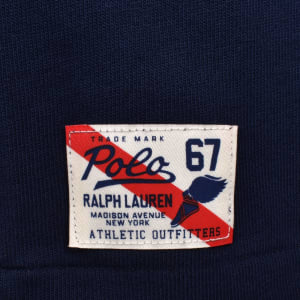 TRADE MARK
Polo 67
RALPH LAUREN
MADISON AVENUE
NEW YORK
ATHLETIC OUTFITTERS